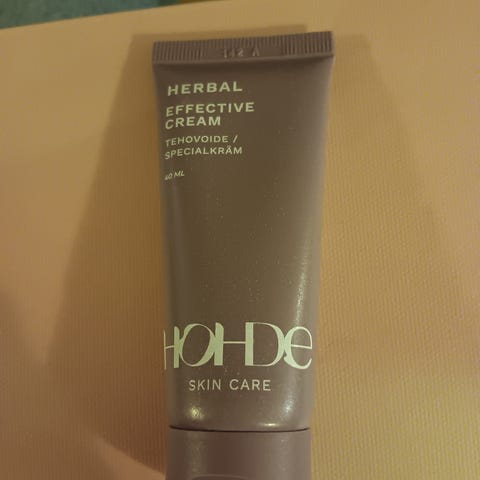 HERBAL
EFFECTIVE
CREAM
TEHOVOIDE /
SPECIALKRÄM
40 ML
HOHDe
SKIN CARE